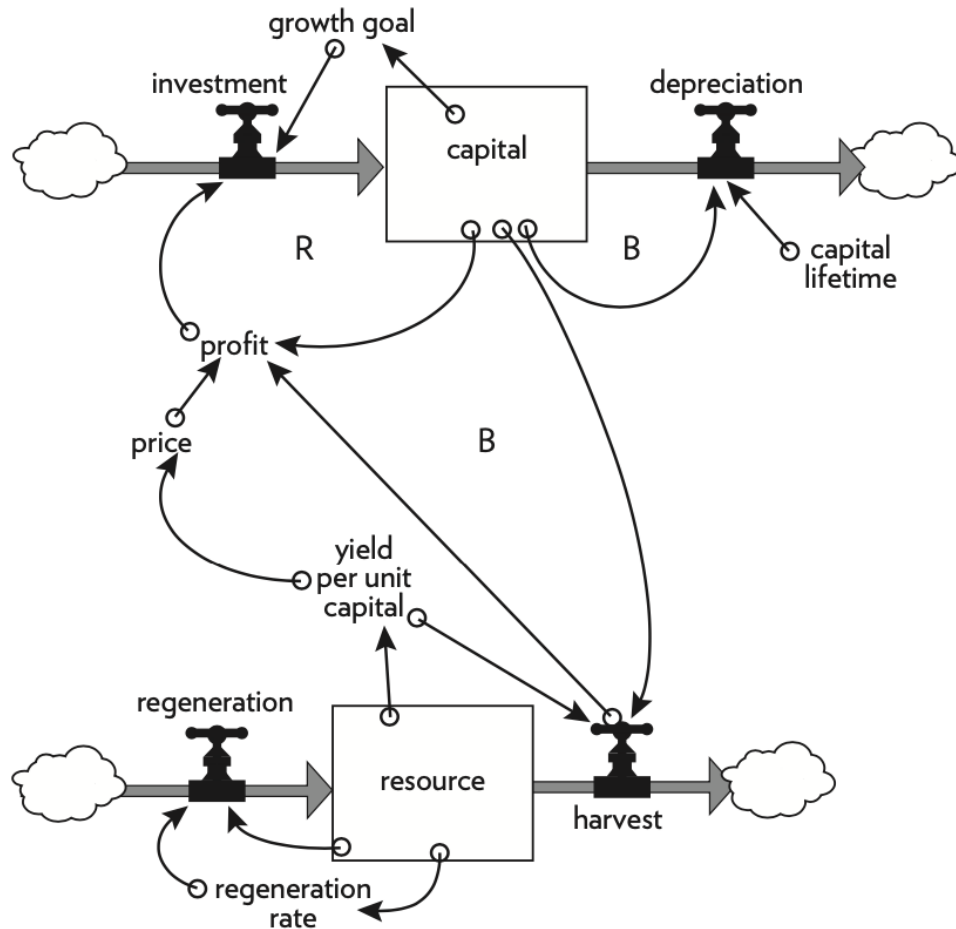 growth goal
investment
depreciation
capital
R
B
capital
lifetime
profit
price
B
yield
per unit
capital
regeneration
resource
harvest
regeneration
rate